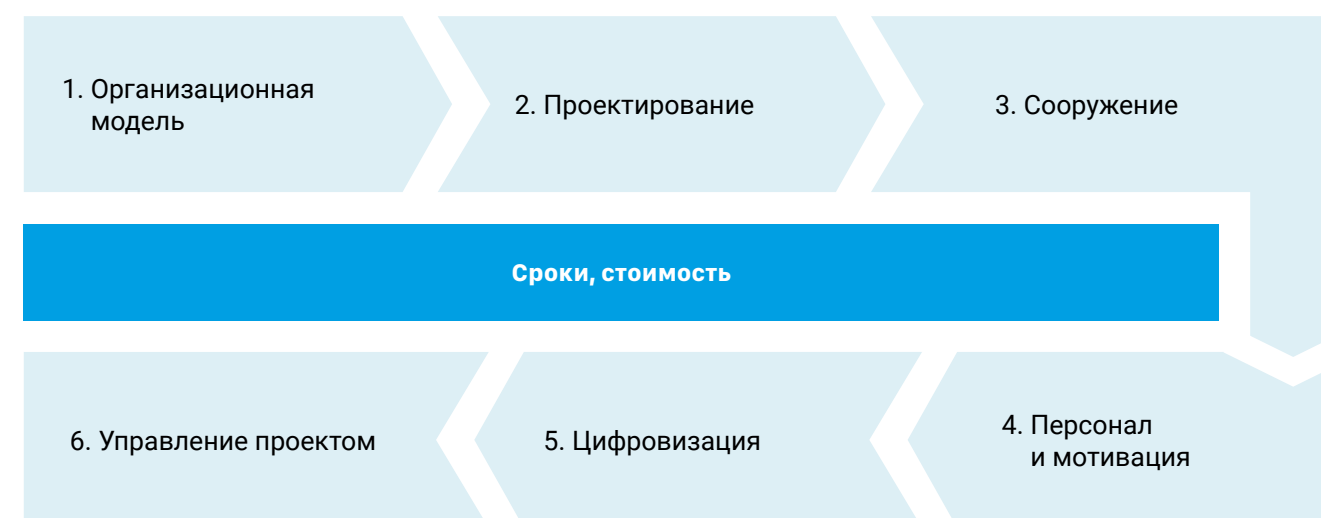 1. Организационная
модель
2. Проектирование
3. Сооружение
Сроки, стоимость
4. Персонал
и мотивация
5. Цифровизация
6. Управление проектом